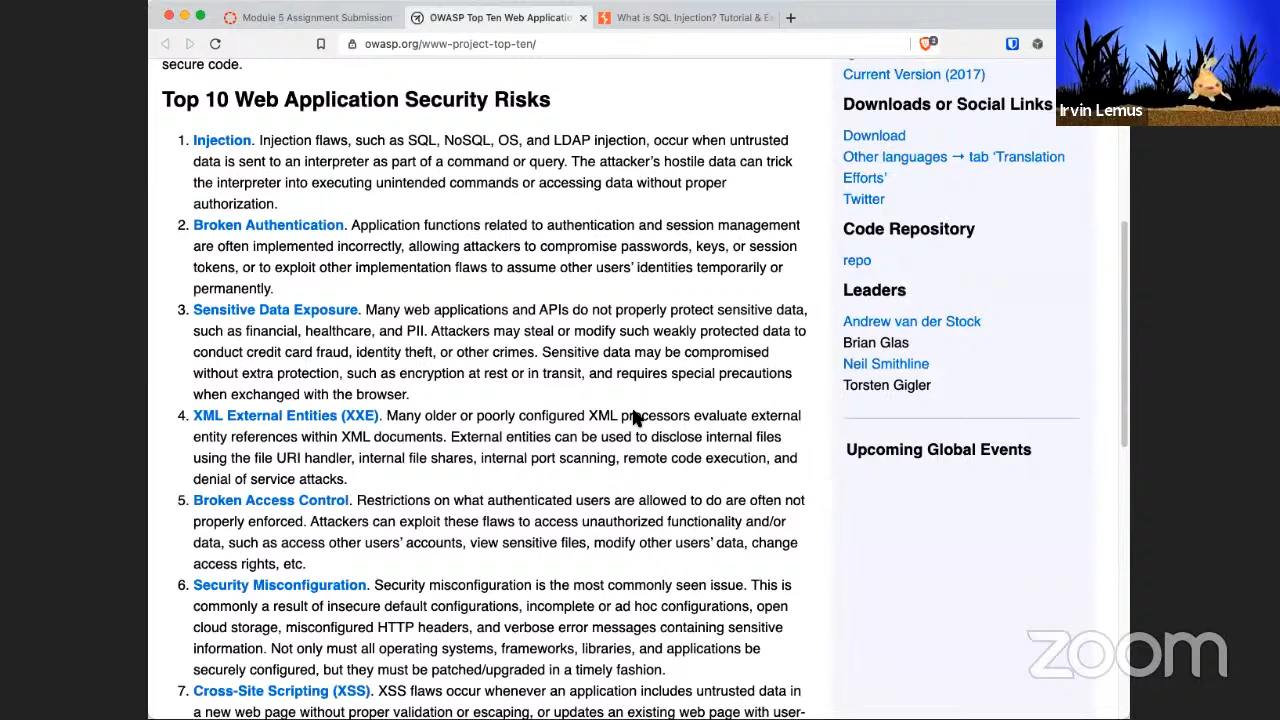 Module 5 Assignment Submission
OWASP Top Ten Web Applicatio
What is SQL Injection? Tutorial & E
owasp.org/www-project-top-ten/
2
Irvin Lemus
secure code.
Top 10 Web Application Security Risks
1. Injection. Injection flaws, such as SQL, NoSQL, OS, and LDAP injection, occur when untrusted
data is sent to an interpreter as part of a command or query. The attacker's hostile data can trick
the interpreter into executing unintended commands or accessing data without proper
authorization.
2. Broken Authentication. Application functions related to authentication and session management
are often implemented incorrectly, allowing attackers to compromise passwords, keys, or session
tokens, or to exploit other implementation flaws to assume other users' identities temporarily or
permanently.
3. Sensitive Data Exposure. Many web applications and APIs do not properly protect sensitive data,
such as financial, healthcare, and PII. Attackers may steal or modify such weakly protected data to
conduct credit card fraud, identity theft, or other crimes. Sensitive data may be compromised
without extra protection, such as encryption at rest or in transit, and requires special precautions
when exchanged with the browser.
4. XML External Entities (XXE). Many older or poorly configured XML processors evaluate external
entity references within XML documents. External entities can be used to disclose internal files
using the file URI handler, internal file shares, internal port scanning, remote code execution, and
denial of service attacks.
5. Broken Access Control. Restrictions on what authenticated users are allowed to do are often not
properly enforced. Attackers can exploit these flaws to access unauthorized functionality and/or
data, such as access other users' accounts, view sensitive files, modify other users' data, change
access rights, etc.
6. Security Misconfiguration. Security misconfiguration is the most commonly seen issue. This is
commonly a result of insecure default configurations, incomplete or ad hoc configurations, open
cloud storage, misconfigured HTTP headers, and verbose error messages containing sensitive
information. Not only must all operating systems, frameworks, libraries, and applications be
securely configured, but they must be patched/upgraded in a timely fashion.
7. Cross-Site Scripting (XSS). XSS flaws occur whenever an application includes untrusted data in
a new web page without proper validation or escaping, or updates an existing web page with user-
Current Version (2017)
Downloads or Social Links
Download
Other languages → tab 'Translation
Efforts'
Twitter
Code Repository
repo
Leaders
Andrew van der Stock
Brian Glas
Neil Smithline
Torsten Gigler
Upcoming Global Events
zoom